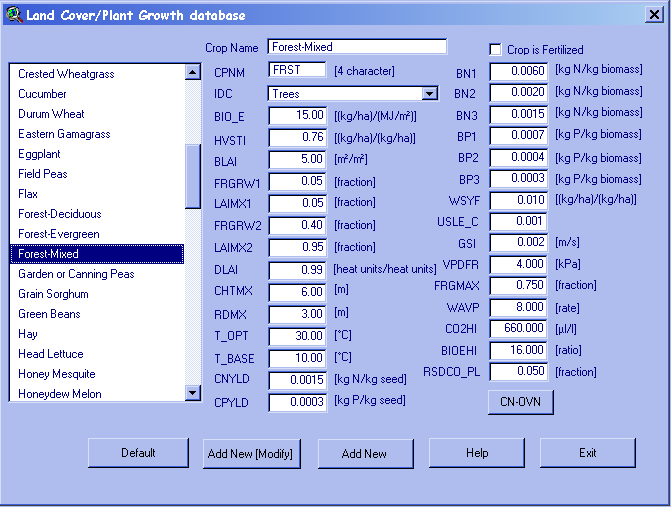 Land Cover/Plant Growth database
Crop Name Forest-Mixed
Crop is Fertilized
Crested Wheatgrass
Cucumber
Durum Wheat
Eastern Gamagrass
Eggplant
Field Peas
Flax
Forest-Deciduous
Forest-Evergreen
Forest-Mixed
Garden or Canning Peas
Grain Sorghum
Green Beans
Hay
Head Lettuce
Honey Mesquite
Honeydew Melon
CPNM FRST [4 character]
IDC Trees
BIO_E 15.00 [(kg/ha)/(MJ/m²)]
HVSTI 0.76 [(kg/ha)/(kg/ha)]
BLAI 5.00 [m²/m²]
FRGRW1 0.05 [fraction]
LAIMX1 0.05 [fraction]
FRGRW2 0.40 [fraction]
LAIMX2 0.95 [fraction]
DLAI 0.99 [heat units/heat units]
CHTMX 6.00 [m]
RDMX 3.00 [m]
T_OPT 30.00 [°C]
T_BASE 10.00 [°C]
CNYLD 0.0015 [kg N/kg seed]
CPYLD 0.0003 [kg P/kg seed]
BN1 0.0060 [kg N/kg biomass]
BN2 0.0020 [kg N/kg biomass]
BN3 0.0015 [kg N/kg biomass]
BP1 0.0007 [kg P/kg biomass]
BP2 0.0004 [kg P/kg biomass]
BP3 0.0003 [kg P/kg biomass]
WSYF 0.010 [(kg/ha)/(kg/ha)]
USLE_C 0.001
GSI 0.002 [m/s]
VPDFR 4.000 [kPa]
FRGMAX 0.750 [fraction]
WAVP 8.000 [rate]
CO2HI 660.000 [µl/l]
BIOEHI 16.000 [ratio]
RSDCO_PL 0.050 [fraction]
CN-OVN
Default
Add New [Modify]
Add New
Help
Exit